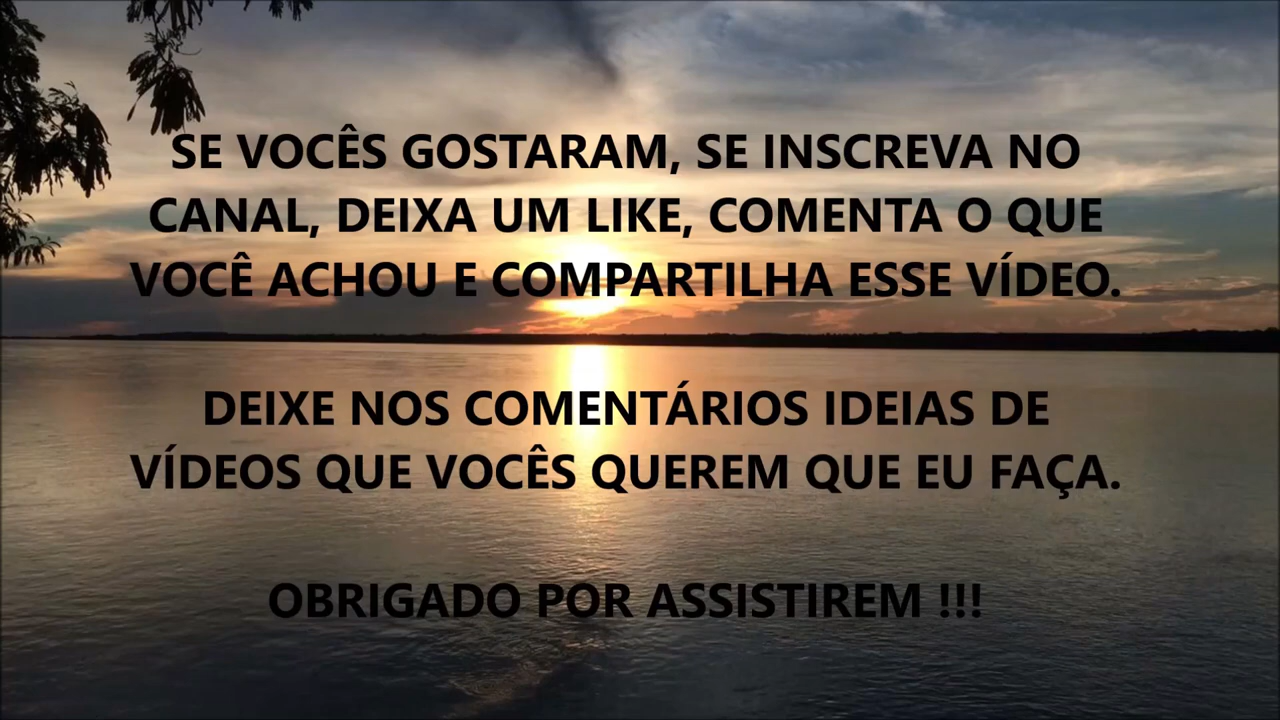 SE VOCÊS GOSTARAM, SE INSCREVA NO
CANAL, DEIXA UM LIKE, COMENTA O QUE
VOCÊ ACHOU E COMPARTILHA ESSE VÍDEO.
DEIXE NOS COMENTÁRIOS IDEIAS DE
VÍDEOS QUE VOCÊS QUEREM QUE EU FAÇA.
OBRIGADO POR ASSISTIREM !!!